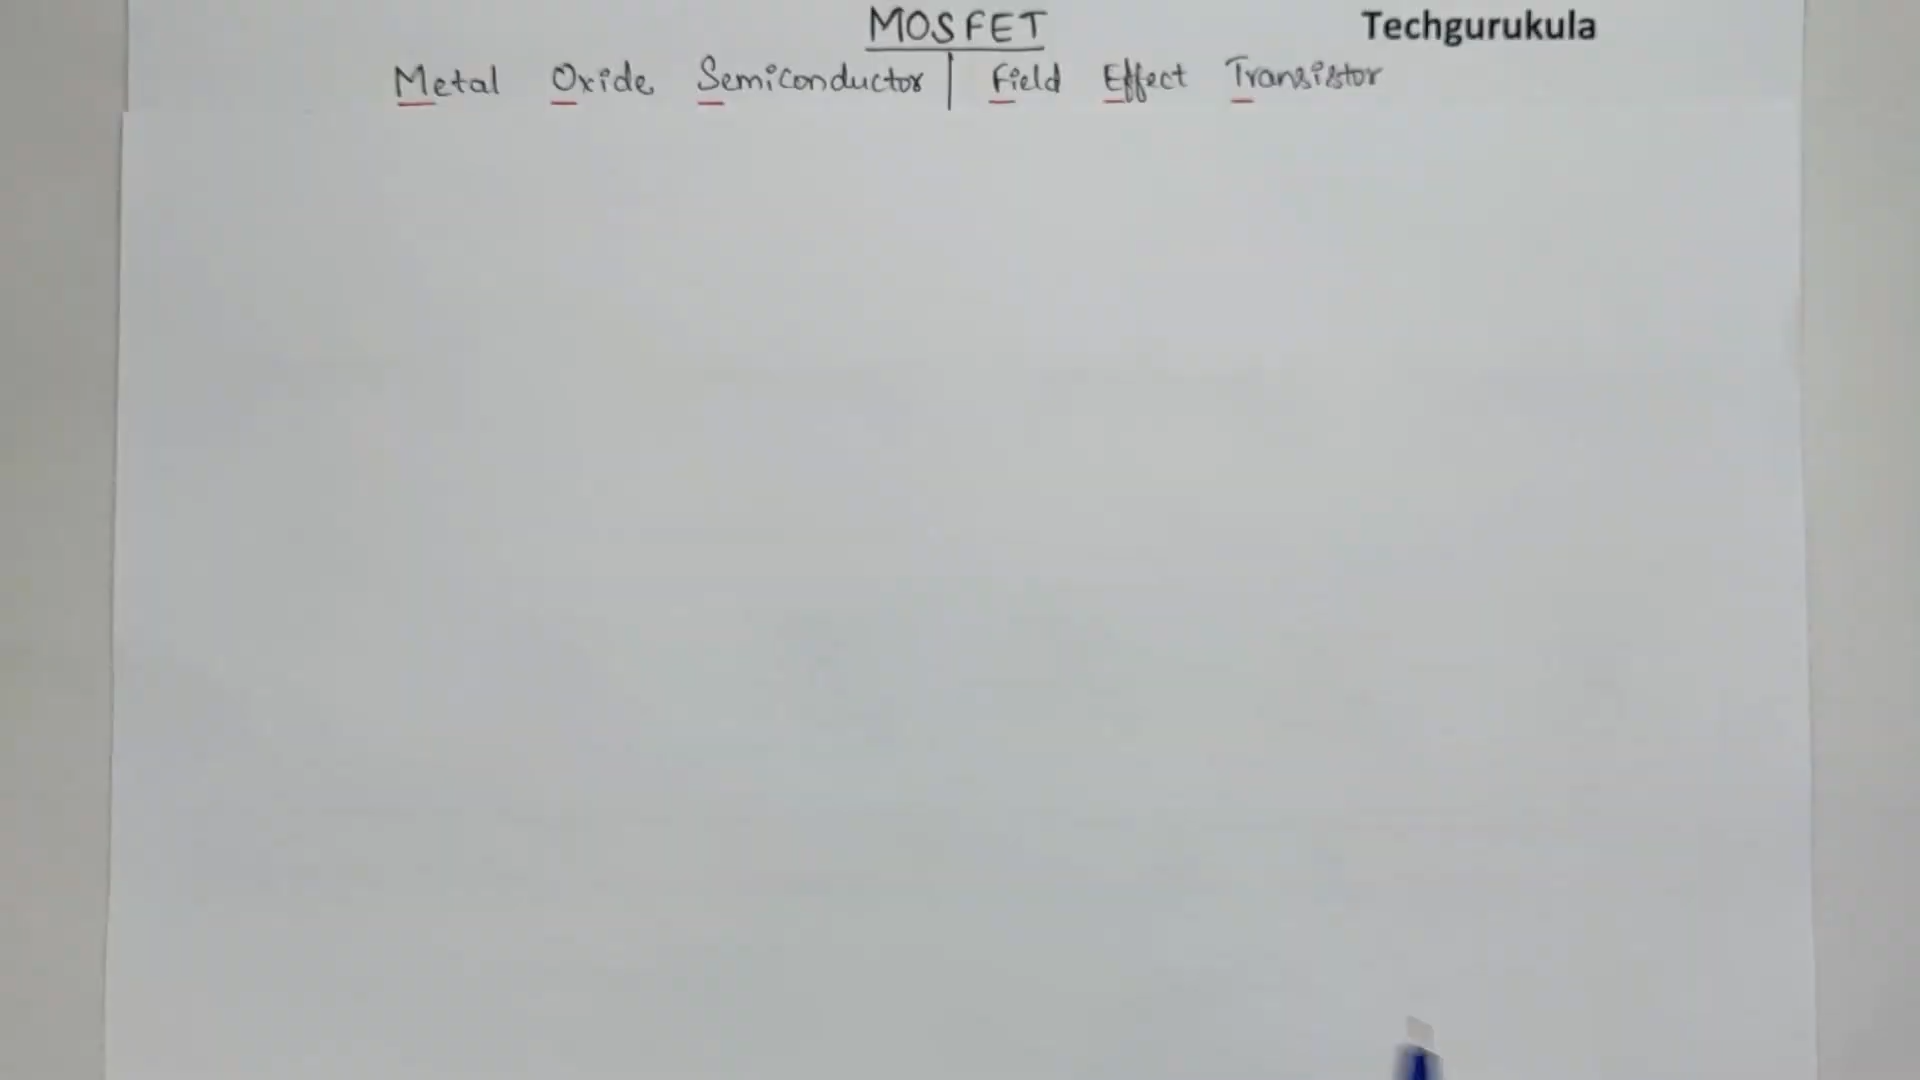 MOSFET Techgurukula
Metal Oxide Semiconductor | Field Effect Transistor